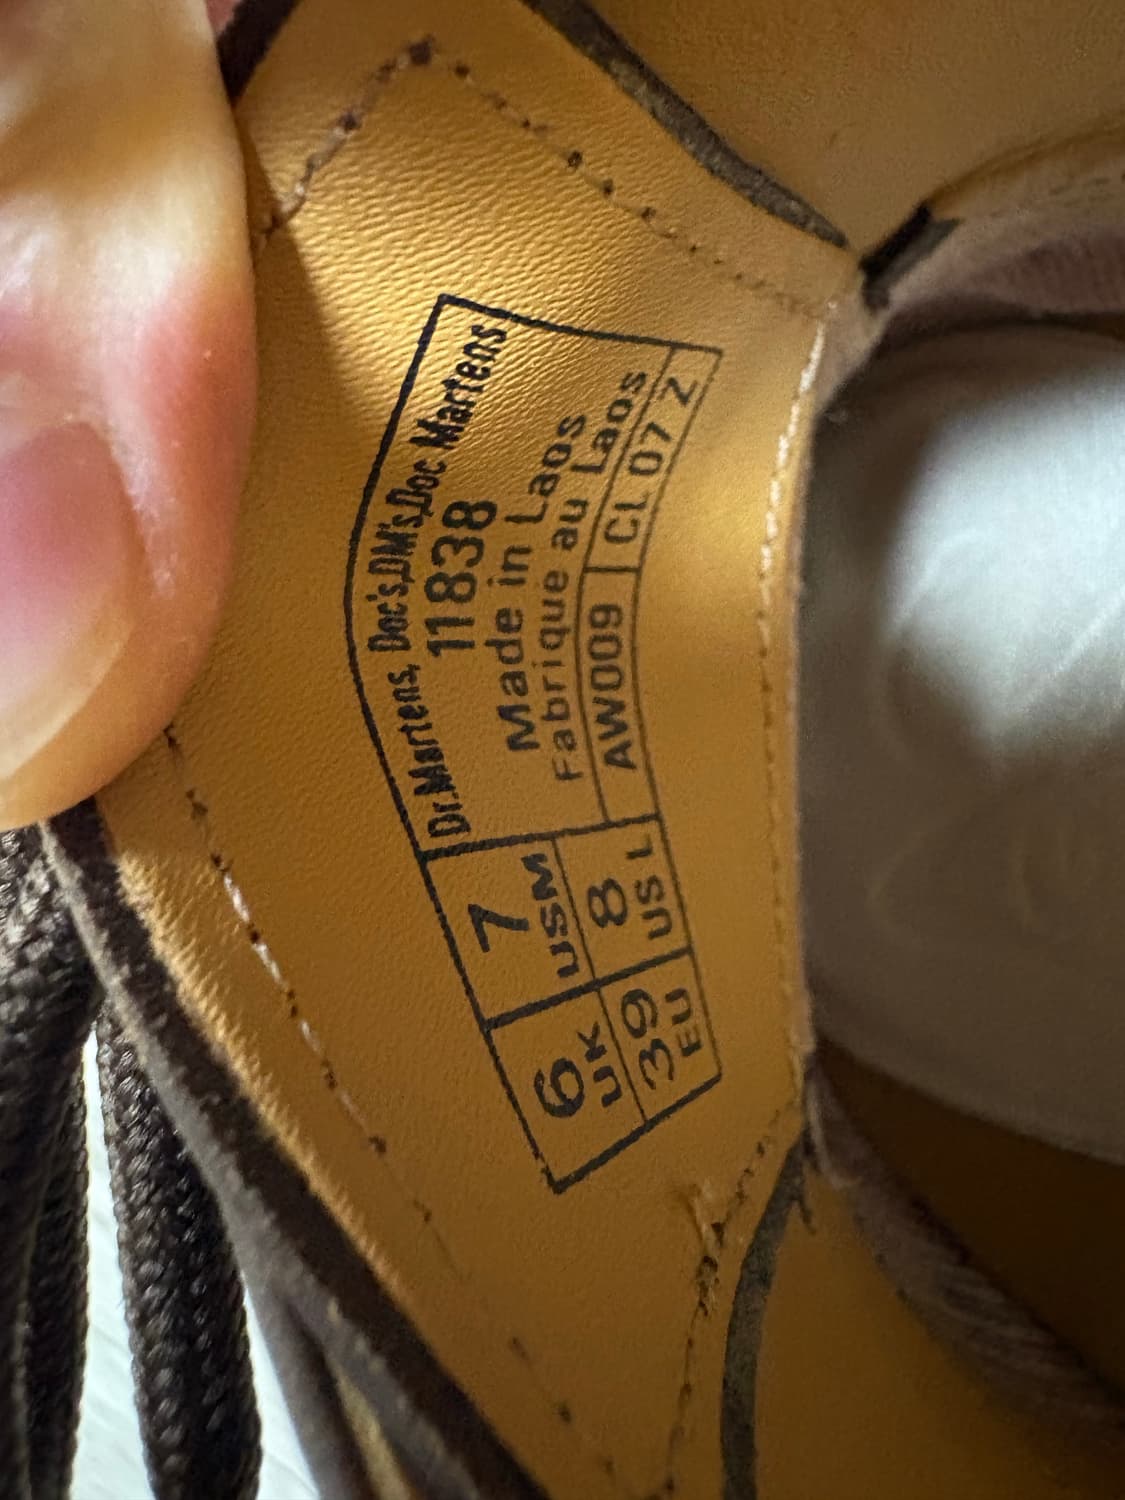 Dr.Martens, Doc's,DM's,Doc Martens
11838
Made in Laos
Fabrique au Laos
AW009 CL 07 Z
6
UK
7
USM
39
EU
8
US L